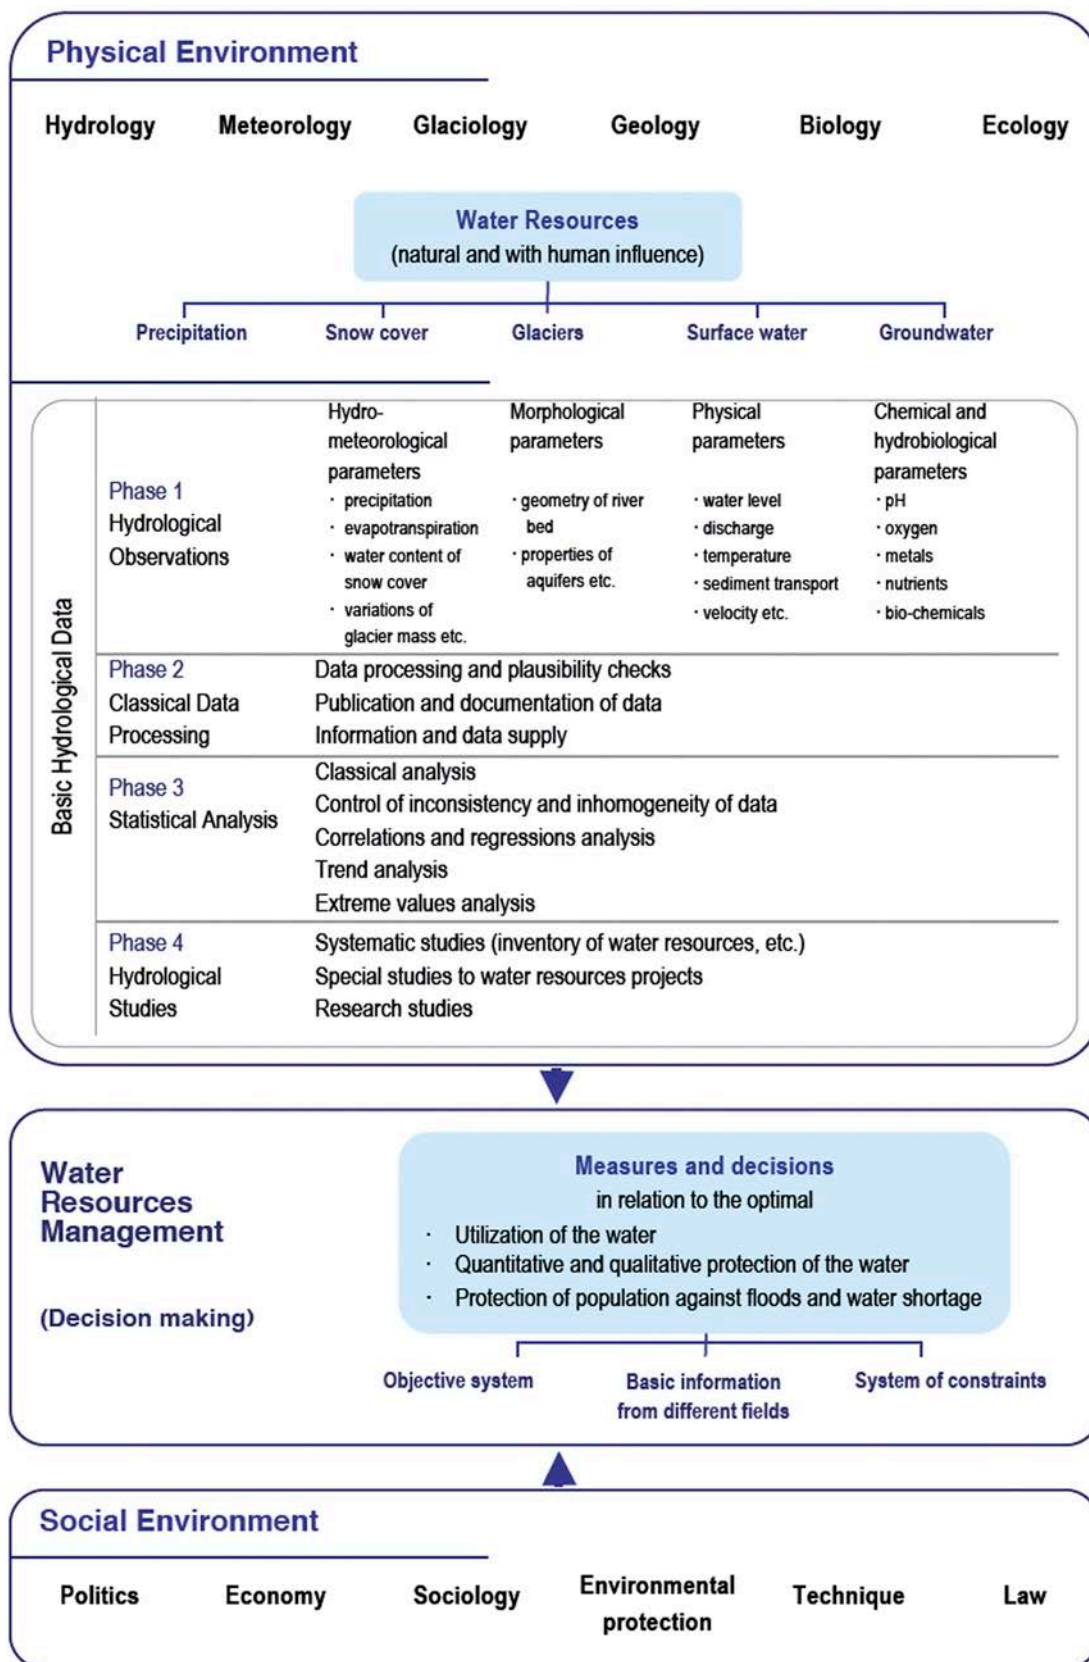 Physical Environment
Hydrology Meteorology Glaciology Geology Biology Ecology
Water Resources
(natural and with human influence)
Precipitation Snow cover Glaciers Surface water Groundwater
Basic Hydrological Data
Phase 1
Hydrological
Observations
Hydro-
meteorological
parameters
· precipitation
· evapotranspiration
· water content of
snow cover
· variations of
glacier mass etc.
Morphological
parameters
· geometry of river
bed
· properties of
aquifers etc.
Physical
parameters
· water level
· discharge
· temperature
· sediment transport
· velocity etc.
Chemical and
hydrobiological
parameters
· pH
· oxygen
· metals
· nutrients
· bio-chemicals
Phase 2
Classical Data
Processing
Data processing and plausibility checks
Publication and documentation of data
Information and data supply
Phase 3
Statistical Analysis
Classical analysis
Control of inconsistency and inhomogeneity of data
Correlations and regressions analysis
Trend analysis
Extreme values analysis
Phase 4
Hydrological
Studies
Systematic studies (inventory of water resources, etc.)
Special studies to water resources projects
Research studies
Water
Resources
Management
(Decision making)
Measures and decisions
in relation to the optimal
· Utilization of the water
· Quantitative and qualitative protection of the water
· Protection of population against floods and water shortage
Objective system
Basic information
from different fields
System of constraints
Social Environment
Politics Economy Sociology Environmental
protection Technique Law